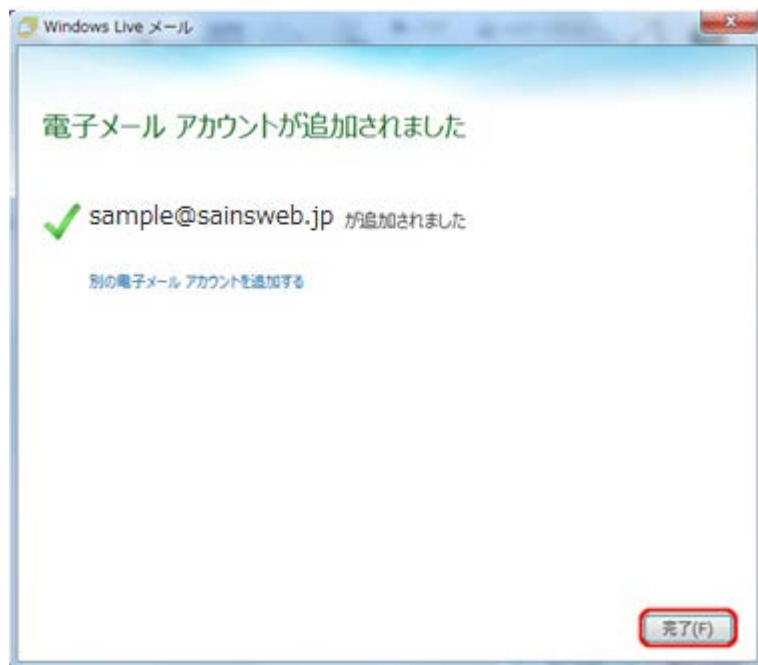 Windows Live メール
電子メール アカウントが追加されました
sample@sainsweb.jp が追加されました
別の電子メール アカウントを追加する
完了(F)